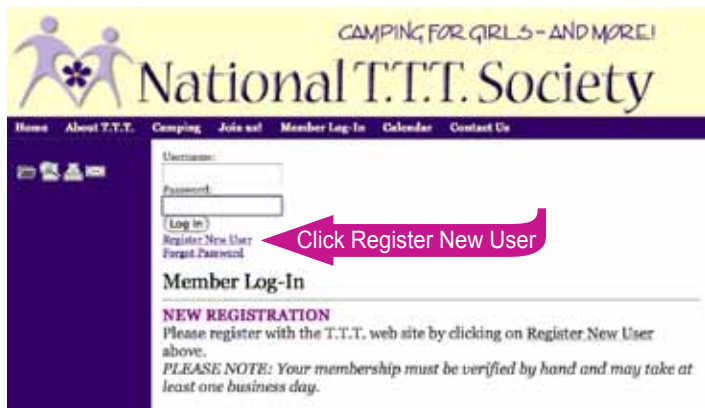 CAMPING FOR GIRLS - AND MORE!
National T.T.T. Society
Home About T.T.T. Camping Join us! Member Log-In Calendar Contact Us
Username:
Password:
Log In
Register New User
Click Register New User
Forgot Password
Member Log-In
NEW REGISTRATION
Please register with the T.T.T. web site by clicking on Register New User
above.
PLEASE NOTE: Your membership must be verified by hand and may take at
least one business day.